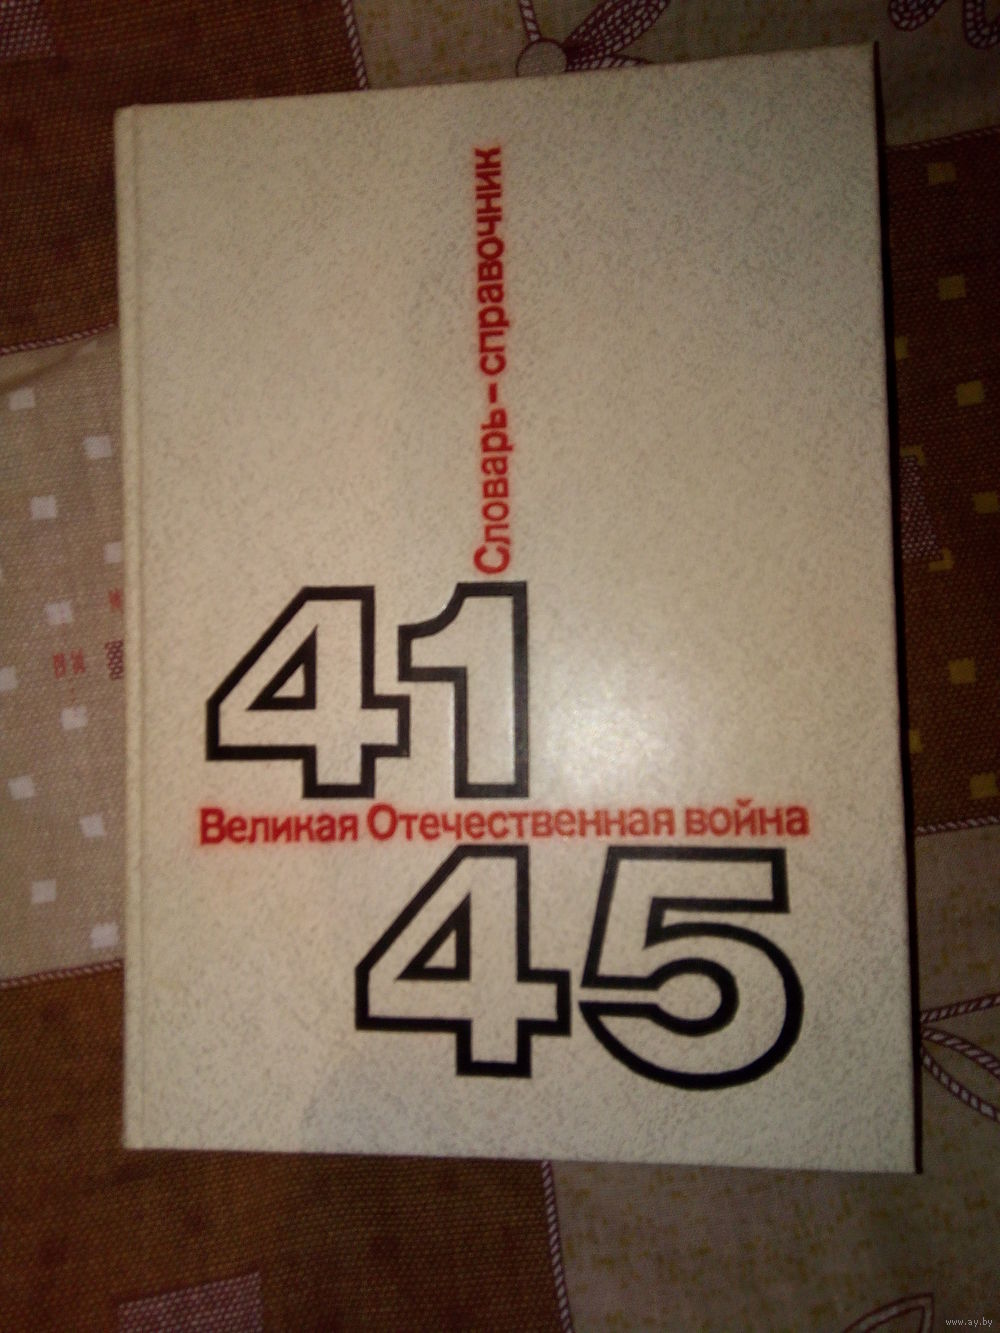 Словарь-справочник
41
Великая Отечественная война
45
www.ay.by